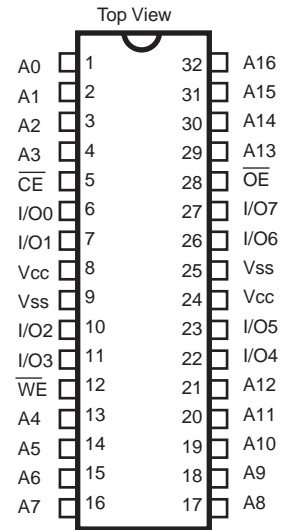 Top View
A0 1 32 A16
A1 2 31 A15
A2 3 30 A14
A3 4 29 A13
C̅E̅ 5 28 O̅E̅
I/O0 6 27 I/O7
I/O1 7 26 I/O6
Vcc 8 25 Vss
Vss 9 24 Vcc
I/O2 10 23 I/O5
I/O3 11 22 I/O4
W̅E̅ 12 21 A12
A4 13 20 A11
A5 14 19 A10
A6 15 18 A9
A7 16 17 A8